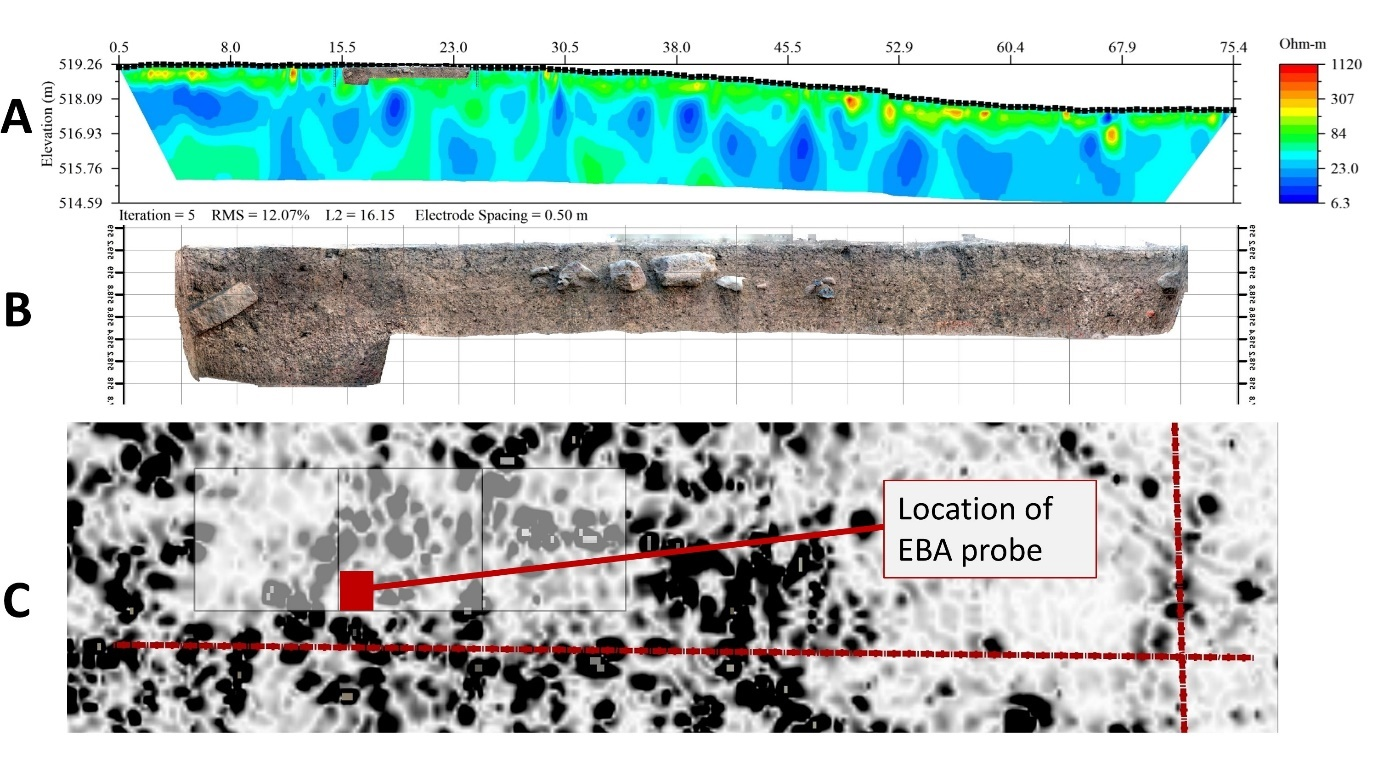 0.5 8.0 15.5 23.0 30.5 38.0 45.5 52.9 60.4 67.9 75.4
Ohm-m
A
Elevation (m)
519.26
518.09
516.93
515.76
514.59
1120
307
84
23.0
6.3
Iteration = 5 RMS = 12.07% L2 = 16.15 Electrode Spacing = 0.50 m
B
C
Location of
EBA probe